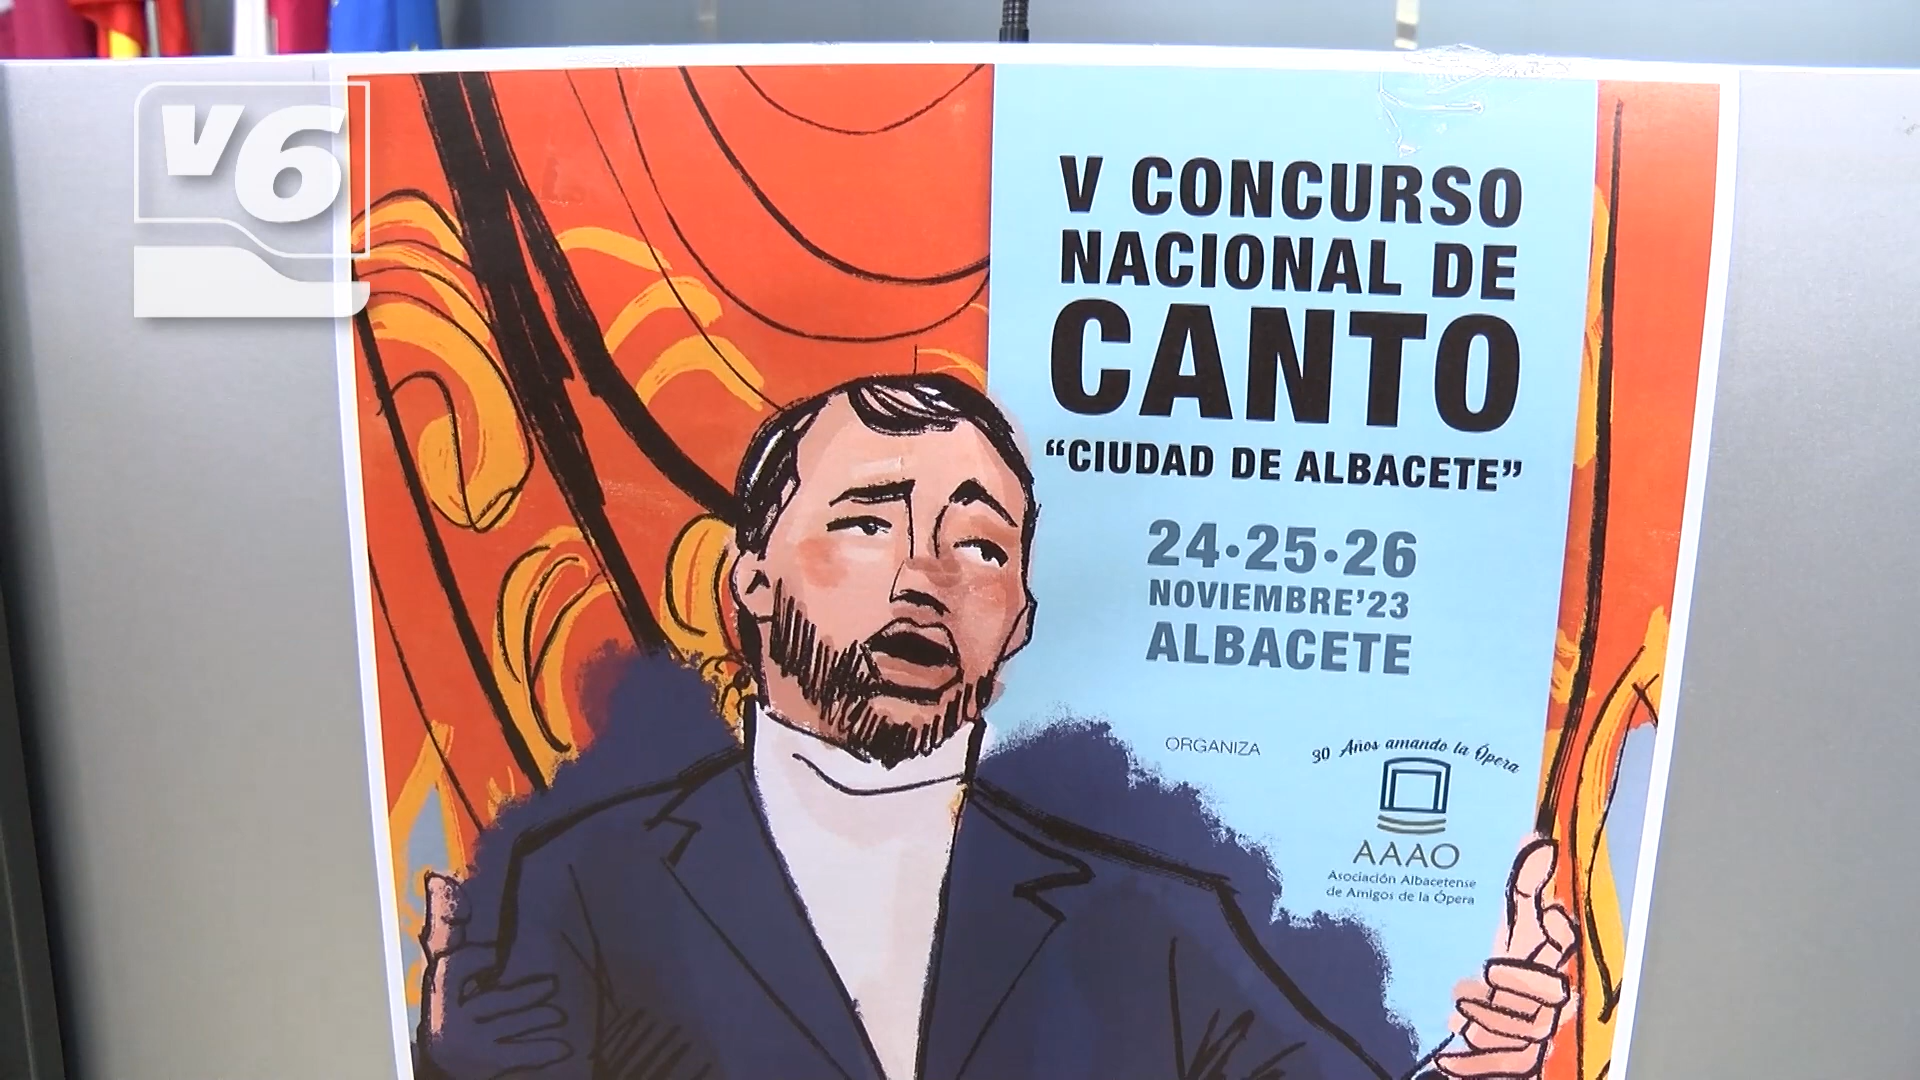 V6
V CONCURSO
NACIONAL DE
CANTO
“CIUDAD DE ALBACETE”
24·25·26
NOVIEMBRE’23
ALBACETE
ORGANIZA
30 Años amando la Ópera
AAAO
Asociación Albacetense
de Amigos de la Ópera